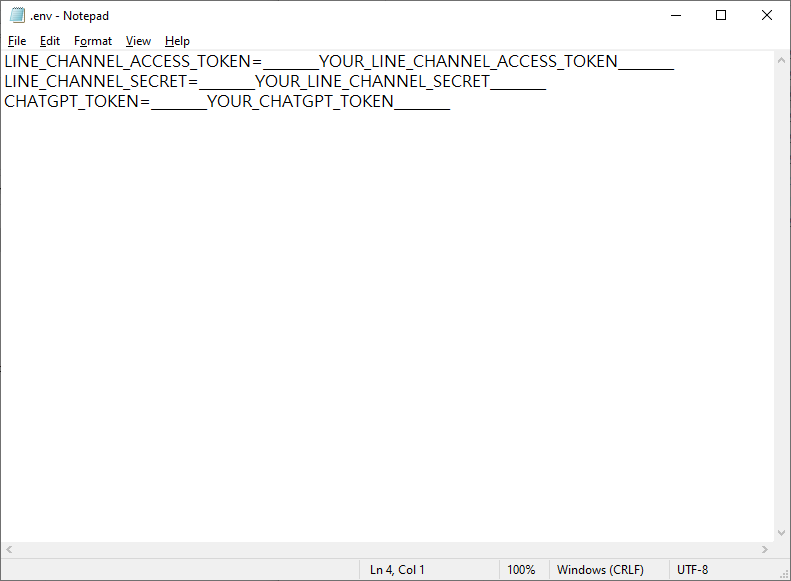 .env - Notepad
File Edit Format View Help
LINE_CHANNEL_ACCESS_TOKEN=_______YOUR_LINE_CHANNEL_ACCESS_TOKEN_______
LINE_CHANNEL_SECRET=_______YOUR_LINE_CHANNEL_SECRET_______
CHATGPT_TOKEN=_______YOUR_CHATGPT_TOKEN_______
Ln 4, Col 1 100% Windows (CRLF) UTF-8